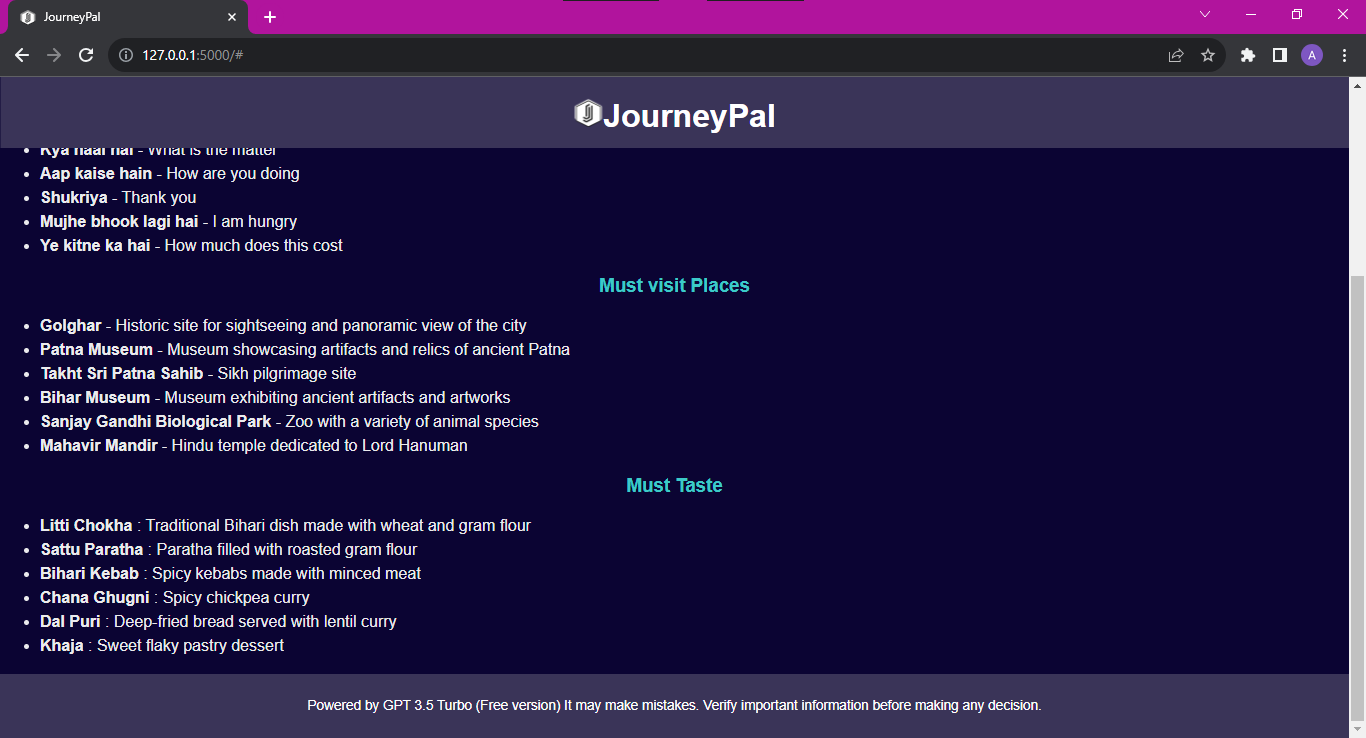 JourneyPal
127.0.0.1:5000/#
A
JourneyPal
Kya haal hai - What is the matter
Aap kaise hain - How are you doing
Shukriya - Thank you
Mujhe bhook lagi hai - I am hungry
Ye kitne ka hai - How much does this cost
Must visit Places
Golghar - Historic site for sightseeing and panoramic view of the city
Patna Museum - Museum showcasing artifacts and relics of ancient Patna
Takht Sri Patna Sahib - Sikh pilgrimage site
Bihar Museum - Museum exhibiting ancient artifacts and artworks
Sanjay Gandhi Biological Park - Zoo with a variety of animal species
Mahavir Mandir - Hindu temple dedicated to Lord Hanuman
Must Taste
Litti Chokha : Traditional Bihari dish made with wheat and gram flour
Sattu Paratha : Paratha filled with roasted gram flour
Bihari Kebab : Spicy kebabs made with minced meat
Chana Ghugni : Spicy chickpea curry
Dal Puri : Deep-fried bread served with lentil curry
Khaja : Sweet flaky pastry dessert
Powered by GPT 3.5 Turbo (Free version) It may make mistakes. Verify important information before making any decision.